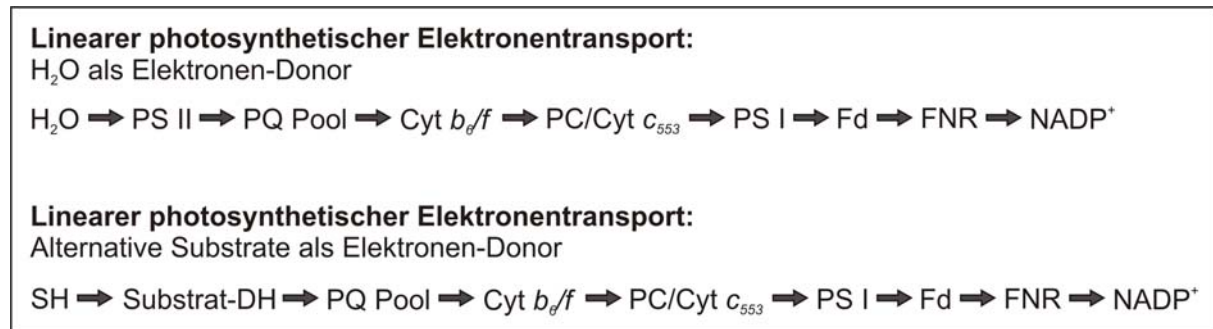 Linearer photosynthetischer Elektronentransport:
H₂O als Elektronen-Donor
H₂O → PS II → PQ Pool → Cyt b₆/f → PC/Cyt c₅₅₃ → PS I → Fd → FNR → NADP⁺
Linearer photosynthetischer Elektronentransport:
Alternative Substrate als Elektronen-Donor
SH → Substrat-DH → PQ Pool → Cyt b₆/f → PC/Cyt c₅₅₃ → PS I → Fd → FNR → NADP⁺